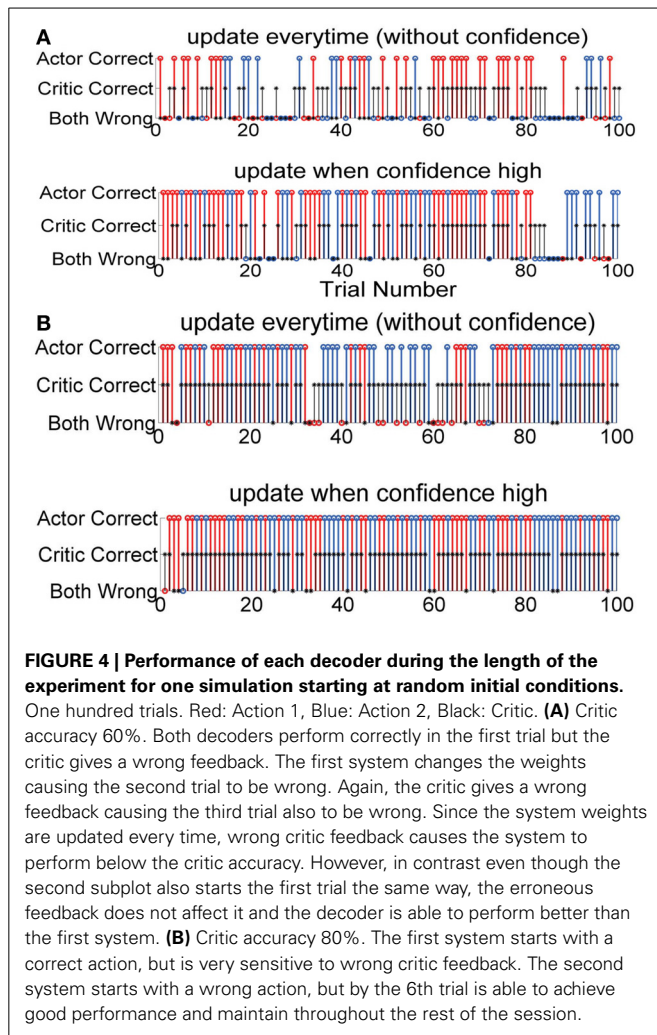 A
update everytime (without confidence)
Actor Correct
Critic Correct
Both Wrong
0 20 40 60 80 100
update when confidence high
Actor Correct
Critic Correct
Both Wrong
0 20 40 60 80 100
Trial Number
B
update everytime (without confidence)
Actor Correct
Critic Correct
Both Wrong
0 20 40 60 80 100
update when confidence high
Actor Correct
Critic Correct
Both Wrong
0 20 40 60 80 100
FIGURE 4 | Performance of each decoder during the length of the
experiment for one simulation starting at random initial conditions.
One hundred trials. Red: Action 1, Blue: Action 2, Black: Critic. (A) Critic
accuracy 60%. Both decoders perform correctly in the first trial but the
critic gives a wrong feedback. The first system changes the weights
causing the second trial to be wrong. Again, the critic gives a wrong
feedback causing the third trial also to be wrong. Since the system weights
are updated every time, wrong critic feedback causes the system to
perform below the critic accuracy. However, in contrast even though the
second subplot also starts the first trial the same way, the erroneous
feedback does not affect it and the decoder is able to perform better than
the first system. (B) Critic accuracy 80%. The first system starts with a
correct action, but is very sensitive to wrong critic feedback. The second
system starts with a wrong action, but by the 6th trial is able to achieve
good performance and maintain throughout the rest of the session.